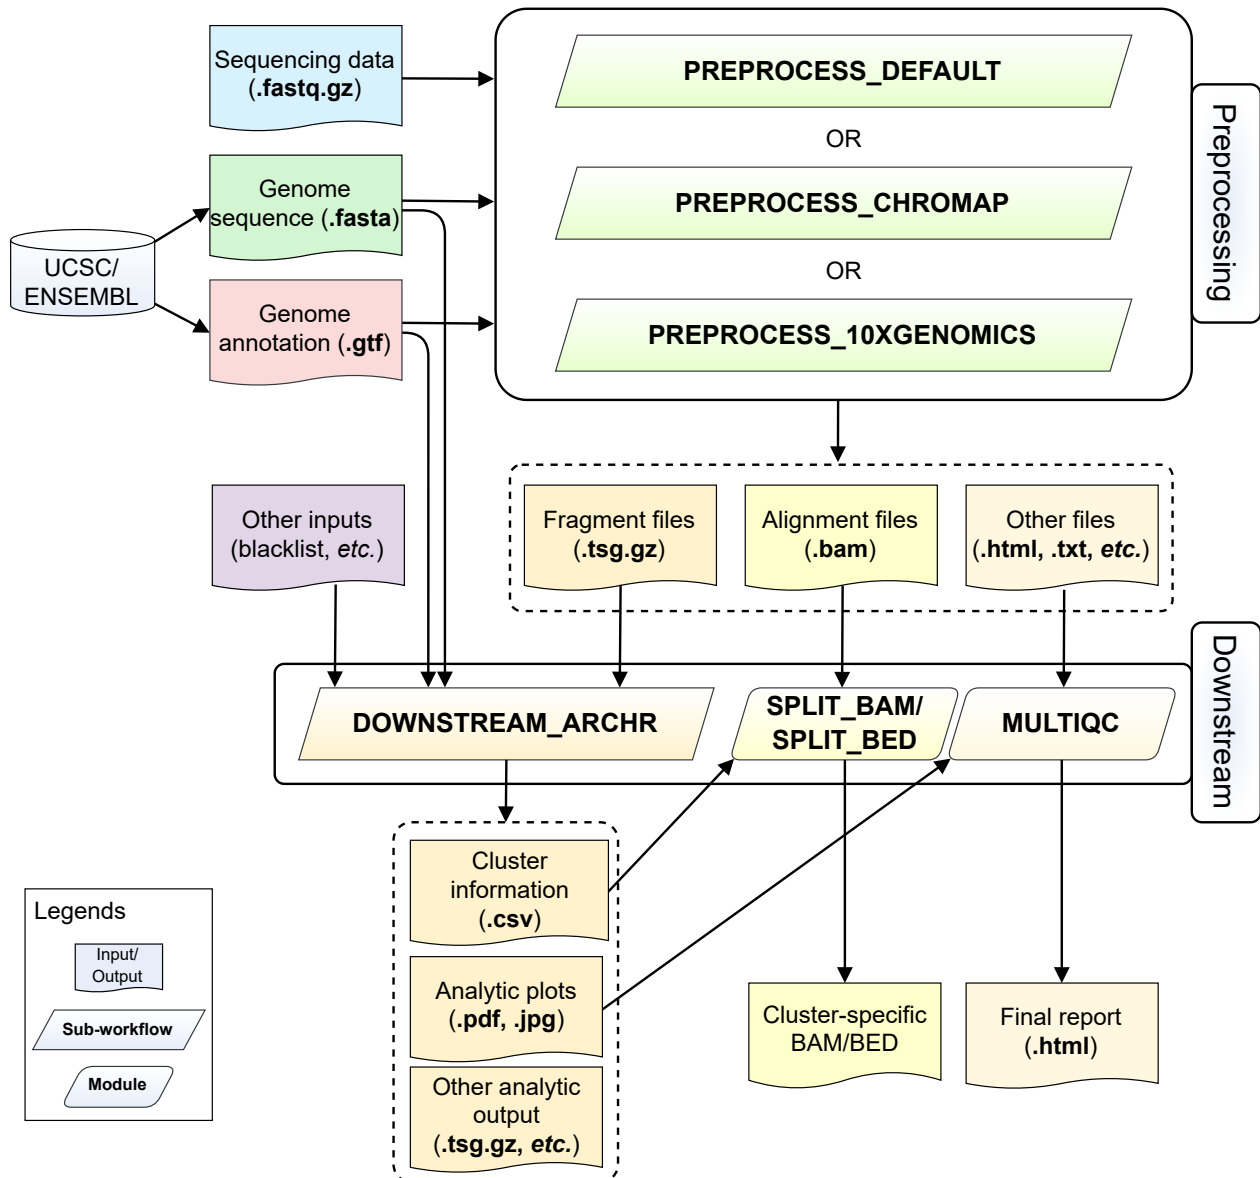 Sequencing data
(.fastq.gz)
Genome
sequence (.fasta)
UCSC/
ENSEMBL
Genome
annotation (.gtf)
PREPROCESS_DEFAULT
OR
PREPROCESS_CHROMAP
OR
PREPROCESS_10XGENOMICS
Preprocessing
Other inputs
(blacklist, etc.)
Fragment files
(.tsg.gz)
Alignment files
(.bam)
Other files
(.html, .txt, etc.)
Downstream
DOWNSTREAM_ARCHR
SPLIT_BAM/
SPLIT_BED
MULTIQC
Cluster
information
(.csv)
Analytic plots
(.pdf, .jpg)
Other analytic
output
(.tsg.gz, etc.)
Cluster-specific
BAM/BED
Final report
(.html)
Legends
Input/
Output
Sub-workflow
Module